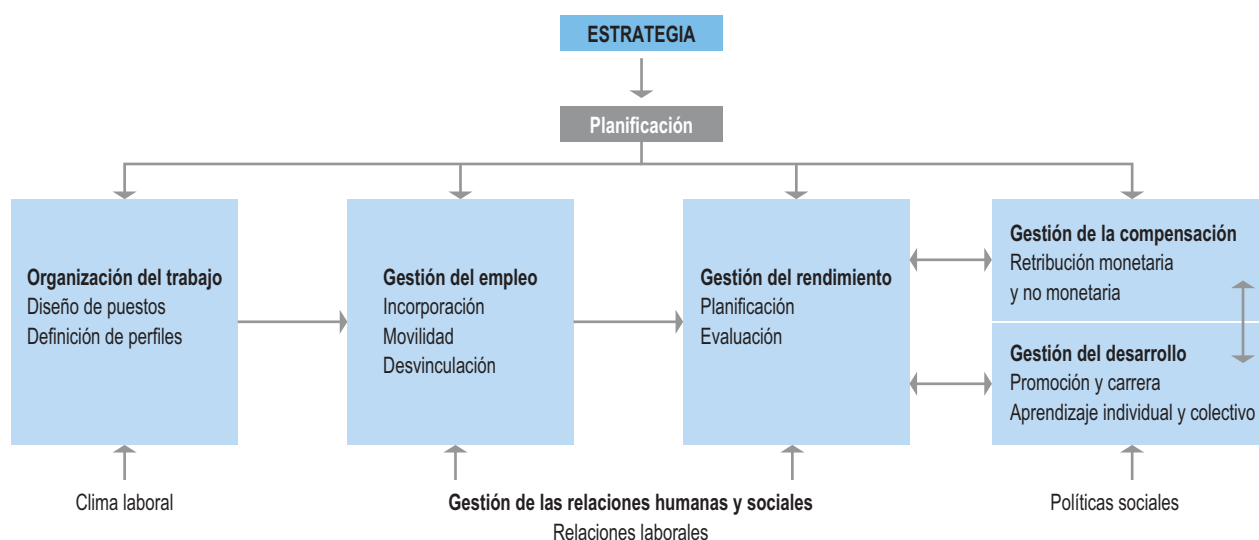 ESTRATEGIA
Planificación
Organización del trabajo
Diseño de puestos
Definición de perfiles
Gestión del empleo
Incorporación
Movilidad
Desvinculación
Gestión del rendimiento
Planificación
Evaluación
Gestión de la compensación
Retribución monetaria
y no monetaria
Gestión del desarrollo
Promoción y carrera
Aprendizaje individual y colectivo
Clima laboral
Gestión de las relaciones humanas y sociales
Relaciones laborales
Políticas sociales